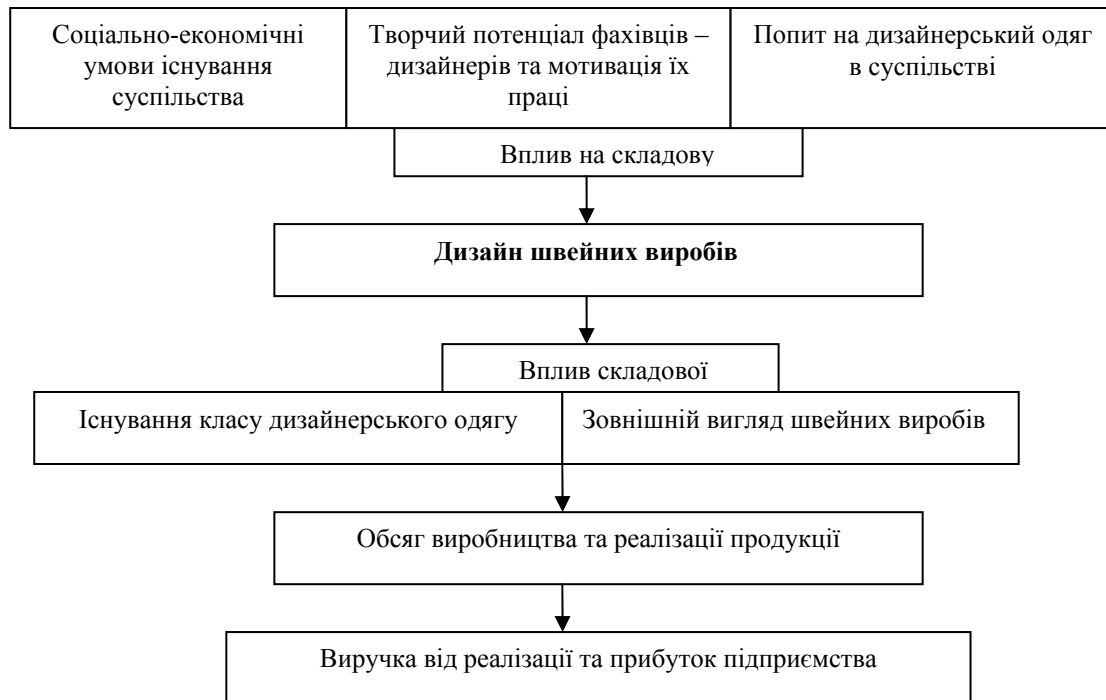 Соціально-економічні
умови існування
суспільства
Творчий потенціал фахівців –
дизайнерів та мотивація їх
праці
Попит на дизайнерський одяг
в суспільстві
Вплив на складову
Дизайн швейних виробів
Вплив складової
Існування класу дизайнерського одягу
Зовнішній вигляд швейних виробів
Обсяг виробництва та реалізації продукції
Виручка від реалізації та прибуток підприємства